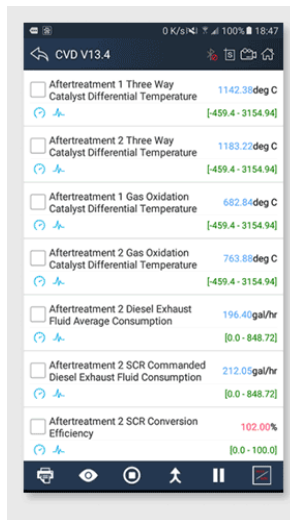 0 K/s 100% 18:47
CVD V13.4
Aftertreatment 1 Three Way
Catalyst Differential Temperature
1142.38deg C
[-459.4 - 3154.94]
Aftertreatment 2 Three Way
Catalyst Differential Temperature
1183.22deg C
[-459.4 - 3154.94]
Aftertreatment 1 Gas Oxidation
Catalyst Differential Temperature
682.84deg C
[-459.4 - 3154.94]
Aftertreatment 2 Gas Oxidation
Catalyst Differential Temperature
763.88deg C
[-459.4 - 3154.94]
Aftertreatment 2 Diesel Exhaust
Fluid Average Consumption
196.40gal/hr
[0.0 - 848.72]
Aftertreatment 2 SCR Commanded
Diesel Exhaust Fluid Consumption
212.05gal/hr
[0.0 - 848.72]
Aftertreatment 2 SCR Conversion
Efficiency
102.00%
[0.0 - 100.0]